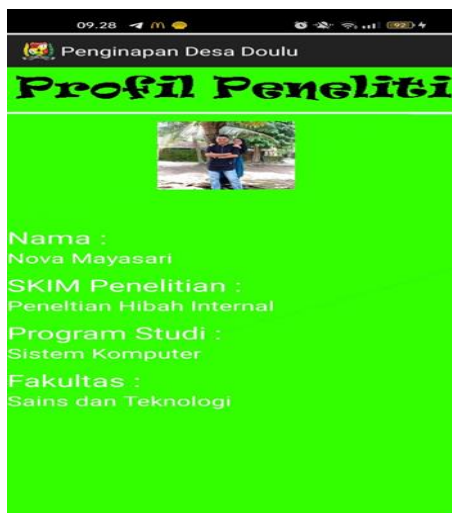 09.28
92
Penginapan Desa Doulu
Profil Peneliti
Nama :
Nova Mayasari
SKIM Penelitian :
Peneltian Hibah Internal
Program Studi :
Sistem Komputer
Fakultas :
Sains dan Teknologi